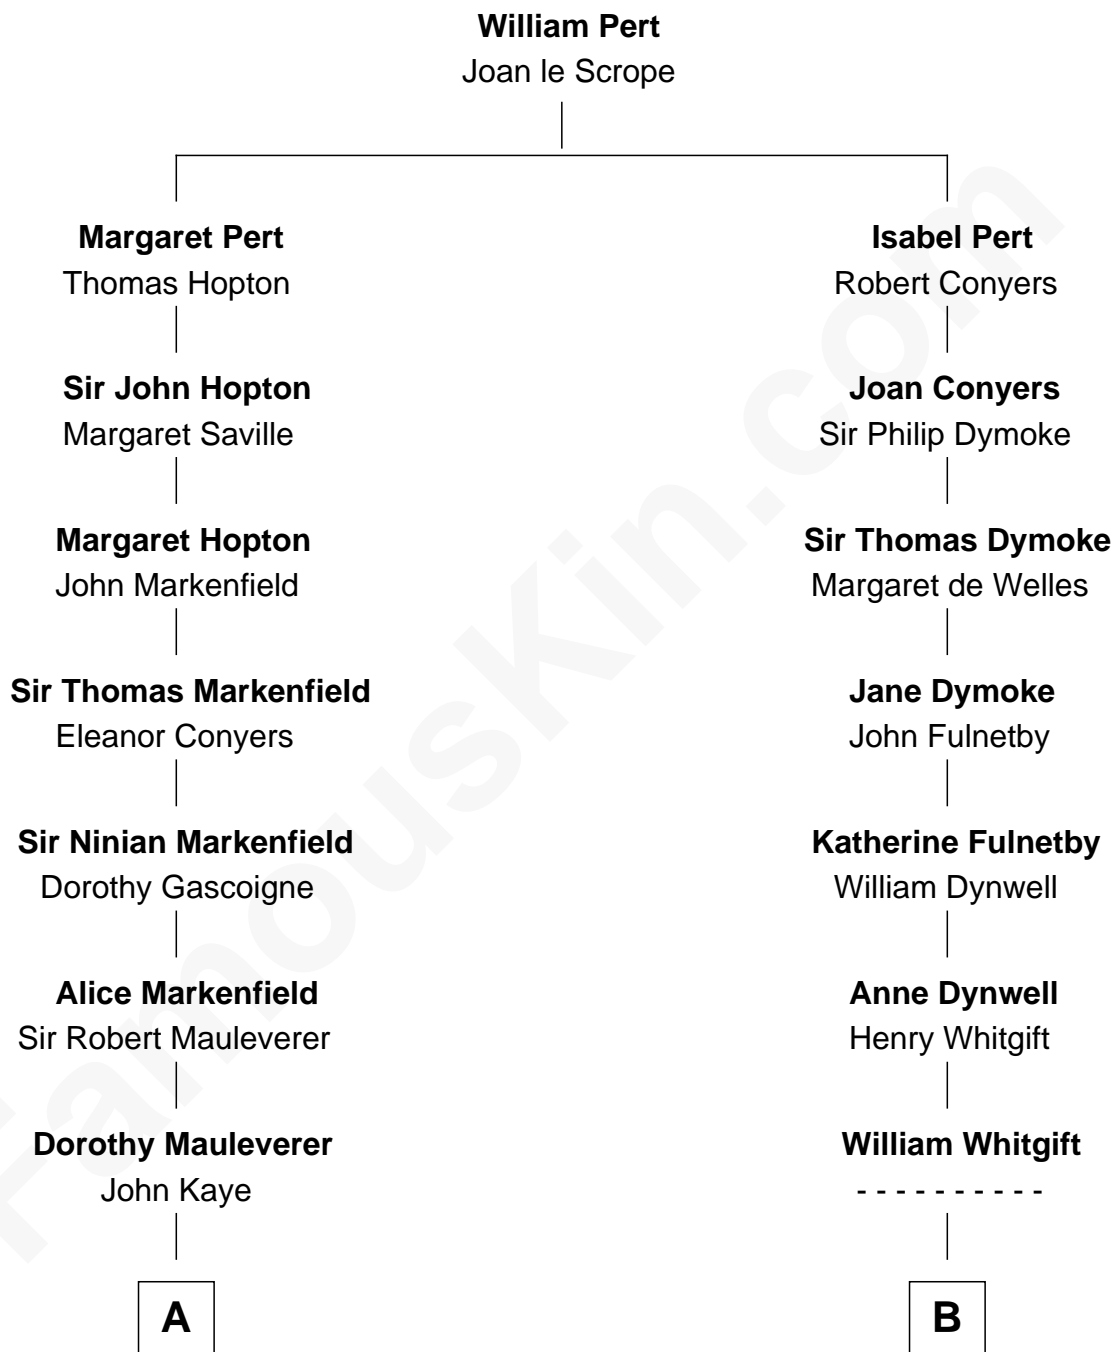 William Pert
Joan le Scrope
Margaret Pert
Thomas Hopton
Isabel Pert
Robert Conyers
Sir John Hopton
Margaret Saville
Joan Conyers
Sir Philip Dymoke
Margaret Hopton
John Markenfield
Sir Thomas Dymoke
Margaret de Welles
Sir Thomas Markenfield
Eleanor Conyers
Jane Dymoke
John Fulnetby
Sir Ninian Markenfield
Dorothy Gascoigne
Katherine Fulnetby
William Dynwell
Alice Markenfield
Sir Robert Mauleverer
Anne Dynwell
Henry Whitgift
Dorothy Mauleverer
John Kaye
William Whitgift
- - - - - - - - - -
A
B
FamousKin.com